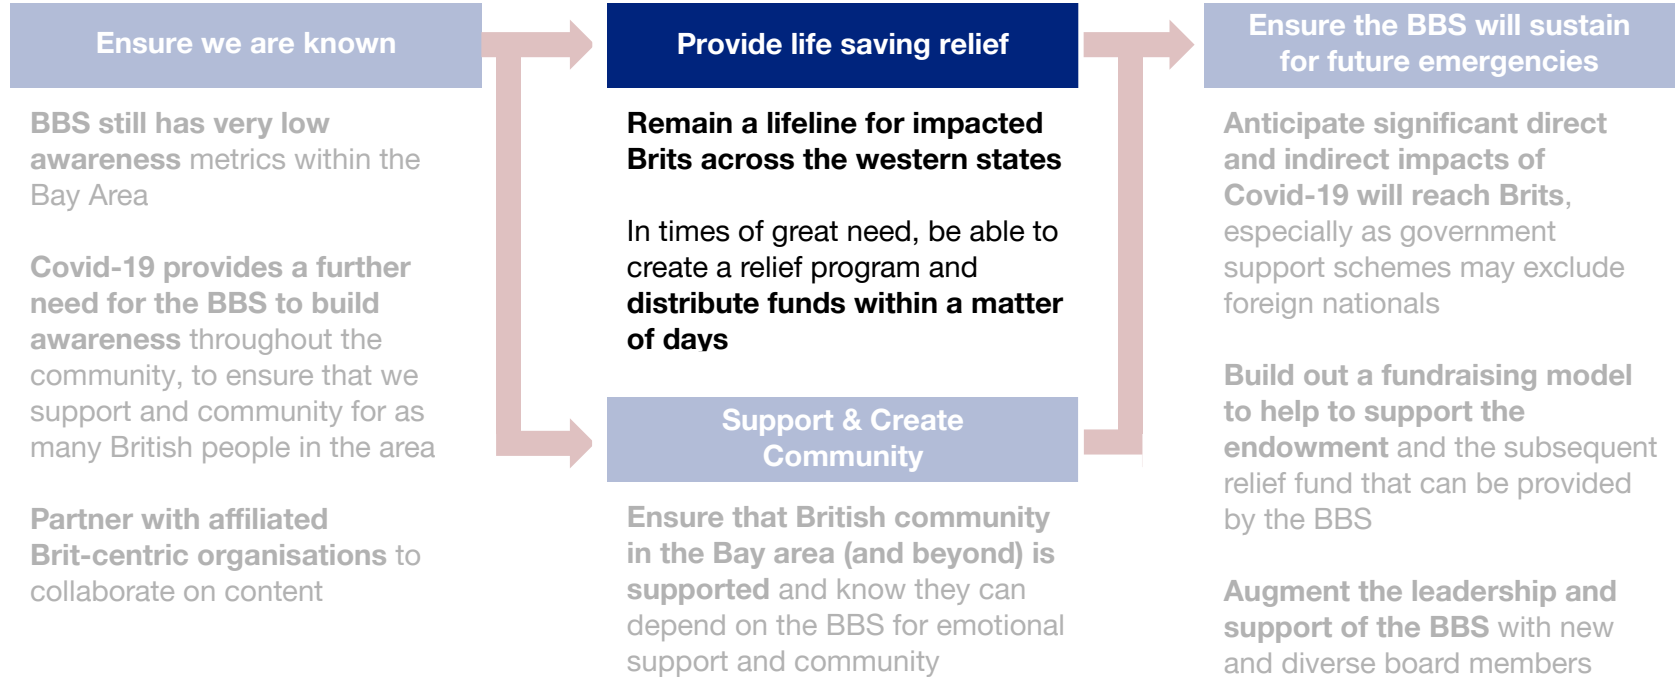 Ensure we are known
BBS still has very low
awareness metrics within the
Bay Area
Covid-19 provides a further
need for the BBS to build
awareness throughout the
community, to ensure that we
support and community for as
many British people in the area
Partner with affiliated
Brit-centric organisations to
collaborate on content
Provide life saving relief
Remain a lifeline for impacted
Brits across the western states
In times of great need, be able to
create a relief program and
distribute funds within a matter
of days
Support & Create
Community
Ensure that British community
in the Bay area (and beyond) is
supported and know they can
depend on the BBS for emotional
support and community
Ensure the BBS will sustain
for future emergencies
Anticipate significant direct
and indirect impacts of
Covid-19 will reach Brits,
especially as government
support schemes may exclude
foreign nationals
Build out a fundraising model
to help to support the
endowment and the subsequent
relief fund that can be provided
by the BBS
Augment the leadership and
support of the BBS with new
and diverse board members